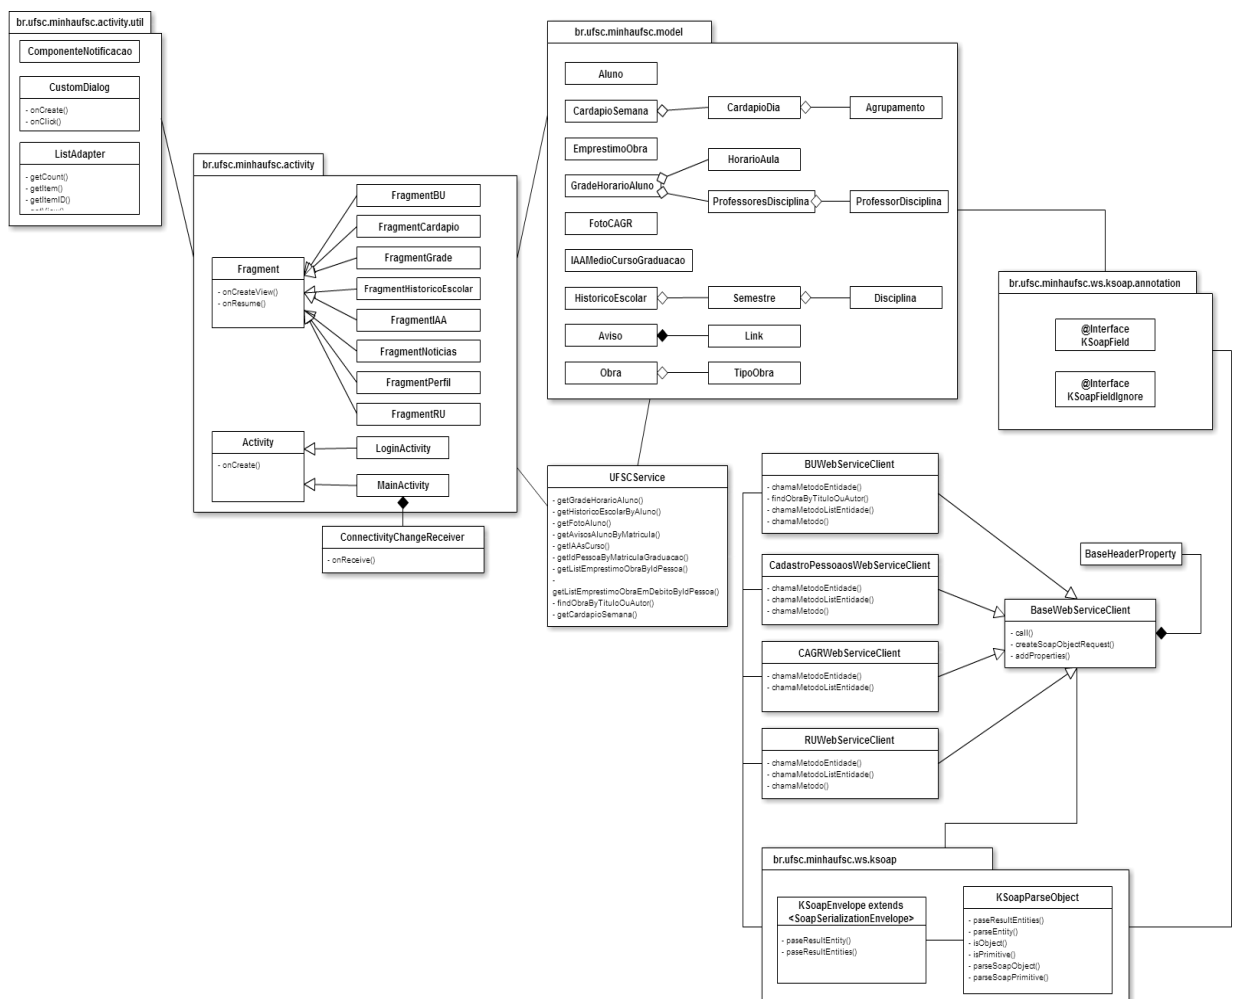 br.ufsc.minhaufsc.activity.util
ComponenteNotificacao
CustomDialog
- onCreate()
- onClick()
ListAdapter
- getCount()
- getItem()
- getItemID()
br.ufsc.minhaufsc.activity
Fragment
- onCreateView()
- onResume()
FragmentBU
FragmentCardapio
FragmentGrade
FragmentHistoricoEscolar
FragmentIAA
FragmentNoticias
FragmentPerfil
FragmentRU
Activity
- onCreate()
LoginActivity
MainActivity
ConnectivityChangeReceiver
- onReceive()
br.ufsc.minhaufsc.model
Aluno
CardapioSemana
CardapioDia
Agrupamento
EmprestimoObra
HorarioAula
GradeHorarioAluno
ProfessoresDisciplina
ProfessorDisciplina
FotoCAGR
IAAMedioCursoGraduacao
HistoricoEscolar
Semestre
Disciplina
Aviso
Link
Obra
TipoObra
br.ufsc.minhaufsc.ws.ksoap.annotation
@Interface
KSoapField
@Interface
KSoapFieldIgnore
UFSCService
- getGradeHorarioAluno()
- getHistoricoEscolarByAluno()
- getFotoAluno()
- getAvisosAlunoByMatricula()
- getIAAsCurso()
- getIdPessoaByMatriculaGraduacao()
- getListEmprestimoObraByIdPessoa()
-
getListEmprestimoObraEmDebitoByIdPessoa()
- findObraByTituloOuAutor()
- getCardapioSemana()
BUWebServiceClient
- chamaMetodoEntidade()
- findObraByTituloOuAutor()
- chamaMetodoListEntidade()
- chamaMetodo()
CadastroPessoaosWebServiceClient
- chamaMetodoEntidade()
- chamaMetodoListEntidade()
- chamaMetodo()
CAGRWebServiceClient
- chamaMetodoEntidade()
- chamaMetodoListEntidade()
RUWebServiceClient
- chamaMetodoEntidade()
- chamaMetodoListEntidade()
- chamaMetodo()
BaseHeaderProperty
BaseWebServiceClient
- call()
- createSoapObjectRequest()
- addProperties()
br.ufsc.minhaufsc.ws.ksoap
KSoapEnvelope extends
<SoapSerializationEnvelope>
- paseResultEntity()
- paseResultEntities()
KSoapParseObject
- paseResultEntities()
- parseEntity()
- isObject()
- isPrimitive()
- parseSoapObject()
- parseSoapPrimitive()